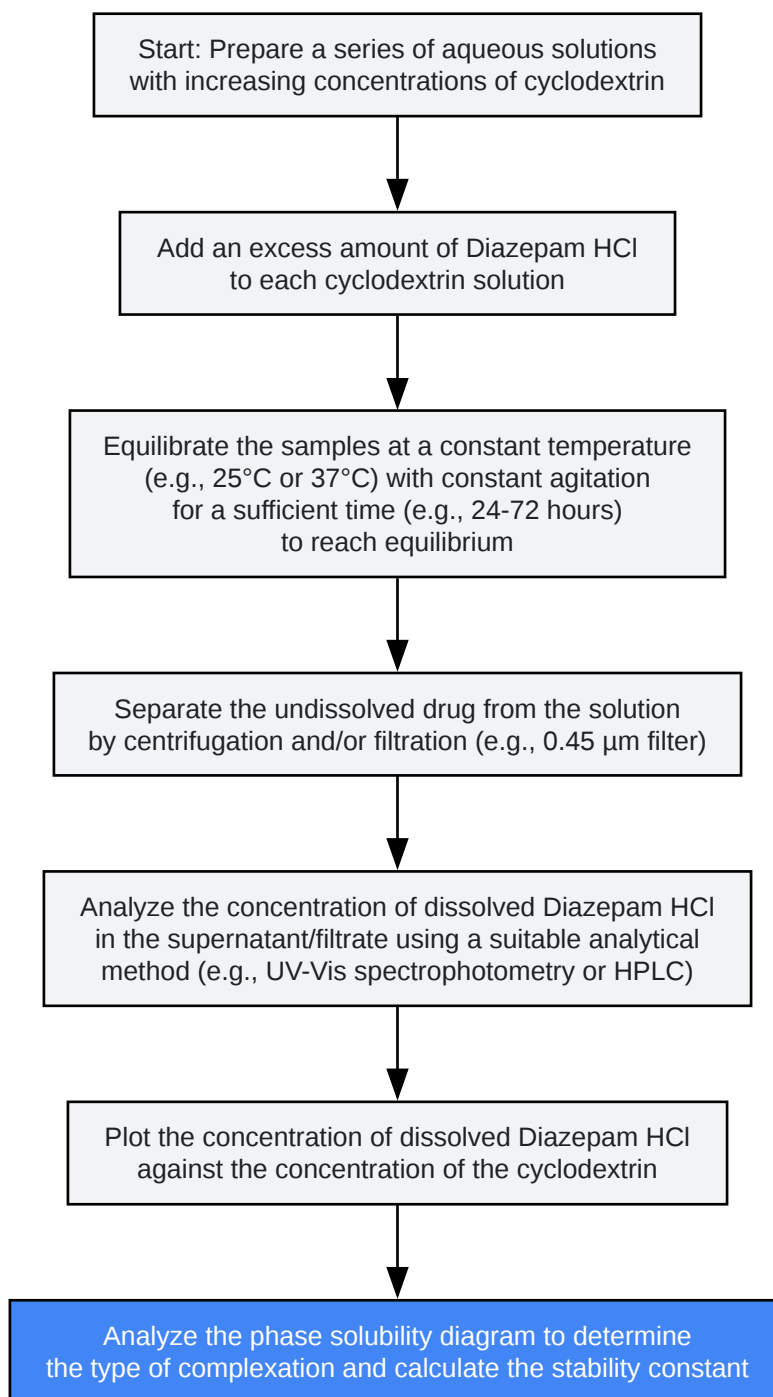 Start: Prepare a series of aqueous solutions
with increasing concentrations of cyclodextrin
Add an excess amount of Diazepam HCl
to each cyclodextrin solution
Equilibrate the samples at a constant temperature
(e.g., 25°C or 37°C) with constant agitation
for a sufficient time (e.g., 24-72 hours)
to reach equilibrium
Separate the undissolved drug from the solution
by centrifugation and/or filtration (e.g., 0.45 µm filter)
Analyze the concentration of dissolved Diazepam HCl
in the supernatant/filtrate using a suitable analytical
method (e.g., UV-Vis spectrophotometry or HPLC)
Plot the concentration of dissolved Diazepam HCl
against the concentration of the cyclodextrin
Analyze the phase solubility diagram to determine
the type of complexation and calculate the stability constant